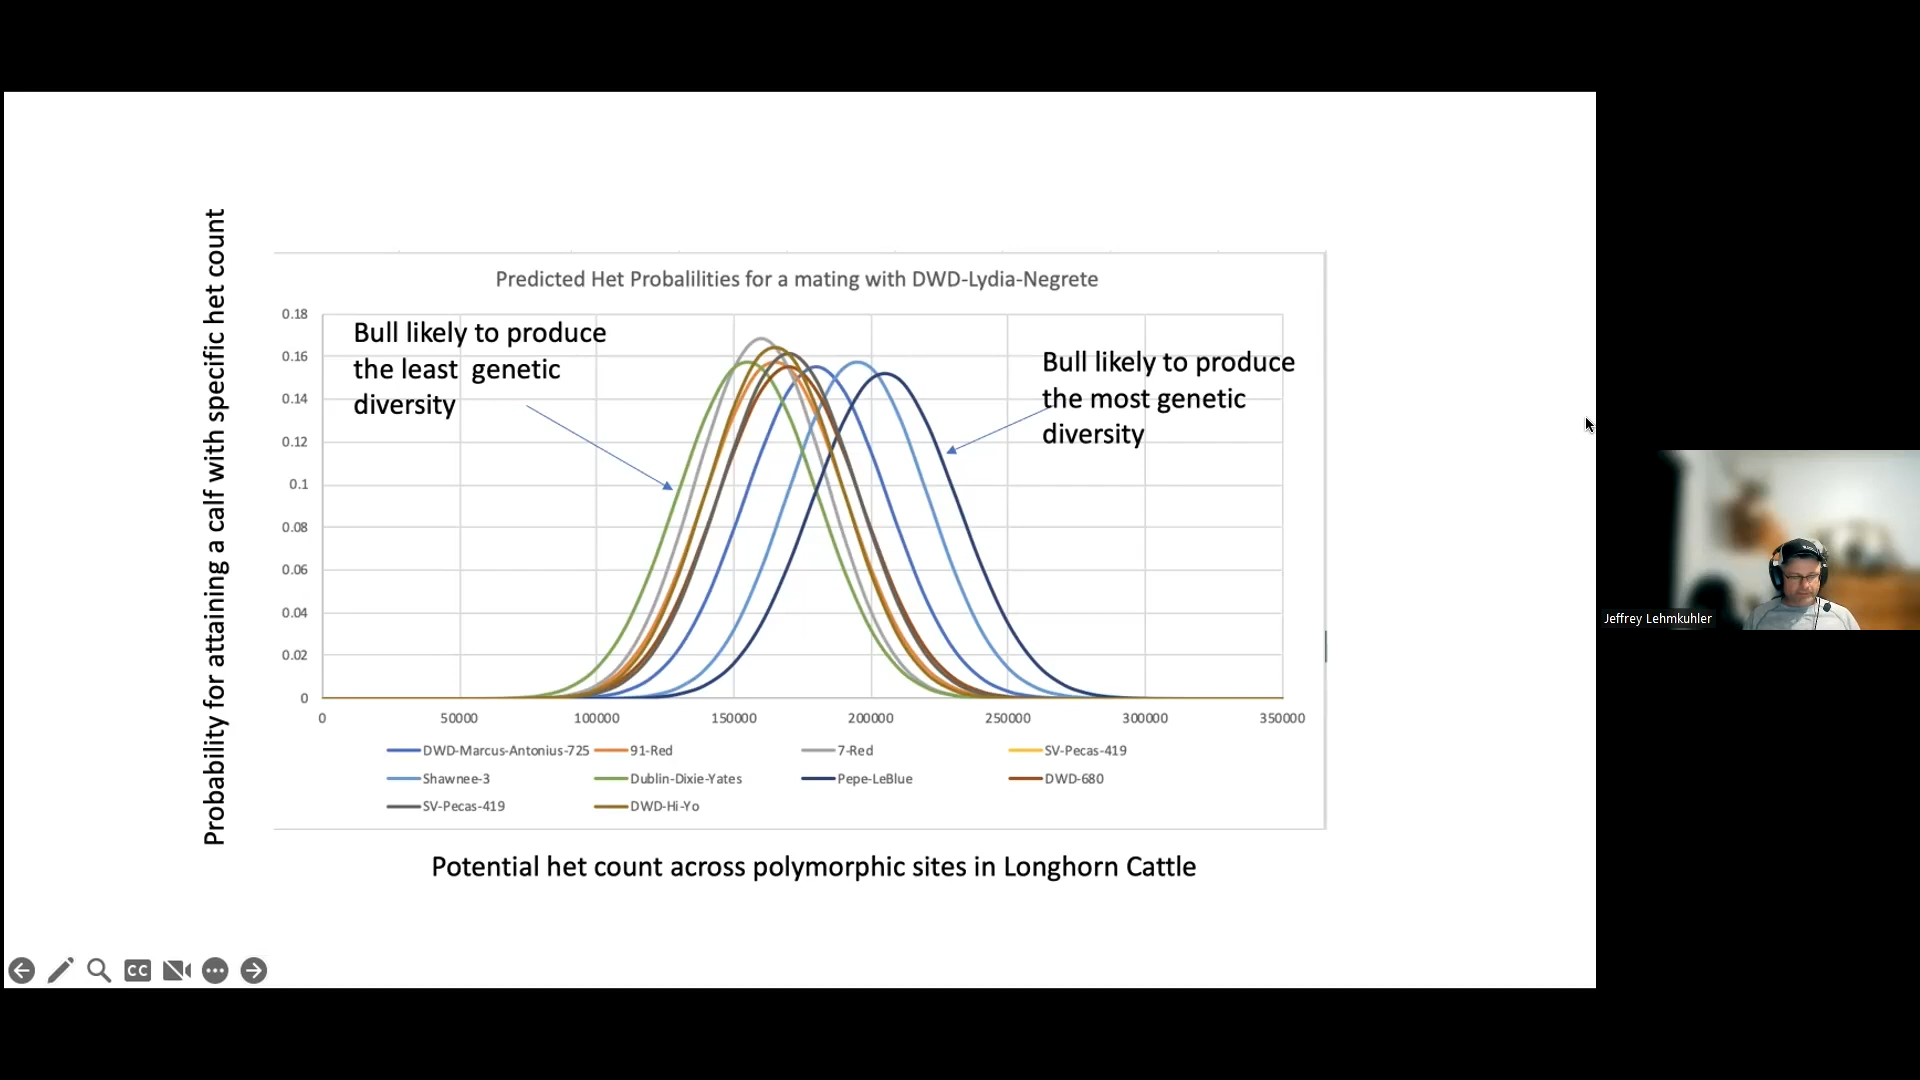 Predicted Het Probalilities for a mating with DWD-Lydia-Negrete
Probability for attaining a calf with specific het count
0.18
0.16
0.14
0.12
0.1
0.08
0.06
0.04
0.02
0
Bull likely to produce
the least genetic
diversity
Bull likely to produce
the most genetic
diversity
0 50000 100000 150000 200000 250000 300000 350000
DWD-Marcus-Antonius-725 91-Red 7-Red SV-Pecas-419
Shawnee-3 Dublin-Dixie-Yates Pepe-LeBlue DWD-680
SV-Pecas-419 DWD-Hi-Yo
Potential het count across polymorphic sites in Longhorn Cattle
CC
Jeffrey Lehmkuhler